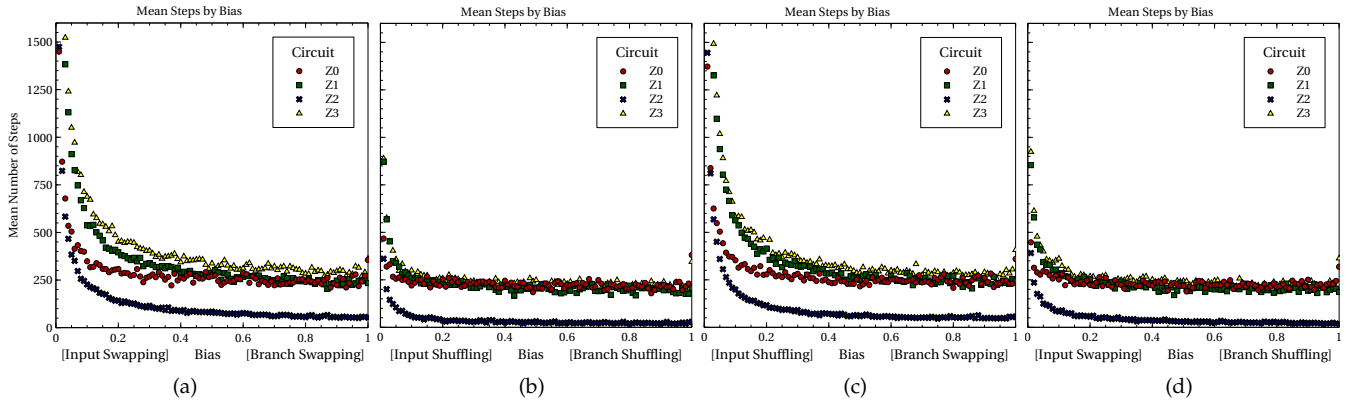 Mean Steps by Bias
Mean Number of Steps
1500
1250
1000
750
500
250
0
Circuit
Z0
Z1
Z2
Z3
0 0.2 0.4 0.6 0.8 1
[Input Swapping] Bias [Branch Swapping]
(a)
Mean Steps by Bias
Circuit
Z0
Z1
Z2
Z3
0 0.2 0.4 0.6 0.8 1
[Input Shuffling] Bias [Branch Shuffling]
(b)
Mean Steps by Bias
Circuit
Z0
Z1
Z2
Z3
0 0.2 0.4 0.6 0.8 1
[Input Shuffling] Bias [Branch Swapping]
(c)
Mean Steps by Bias
Circuit
Z0
Z1
Z2
Z3
0 0.2 0.4 0.6 0.8 1
[Input Swapping] Bias [Branch Shuffling]
(d)